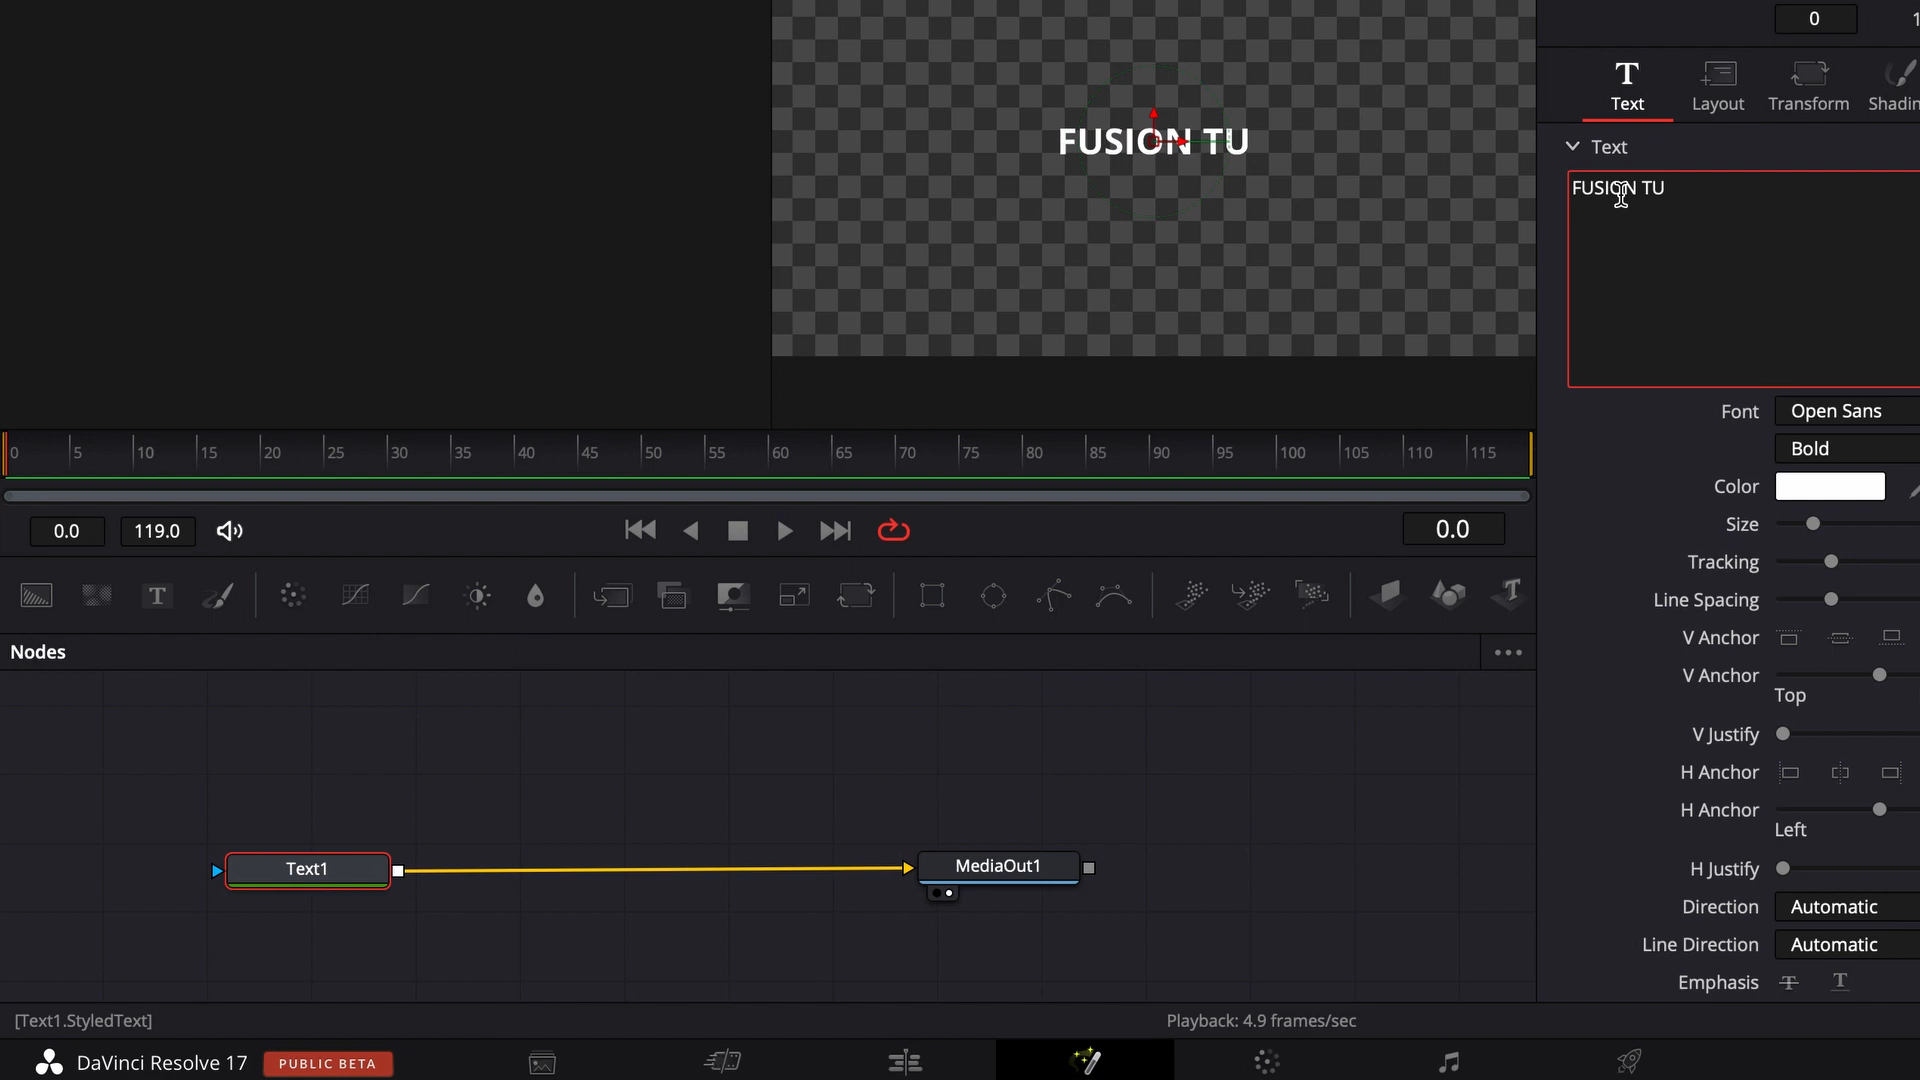 0
Text
Layout
Transform
Shadin
FUSION TU
Text
FUSION TU
Font
Open Sans
Bold
Color
Size
Tracking
Line Spacing
V Anchor
V Anchor
Top
V Justify
H Anchor
H Anchor
Left
H Justify
Direction
Automatic
Line Direction
Automatic
Emphasis
0 5 10 15 20 25 30 35 40 45 50 55 60 65 70 75 80 85 90 95 100 105 110 115
0.0 119.0 0.0
Nodes
Text1
MediaOut1
[Text1.StyledText]
Playback: 4.9 frames/sec
DaVinci Resolve 17
PUBLIC BETA